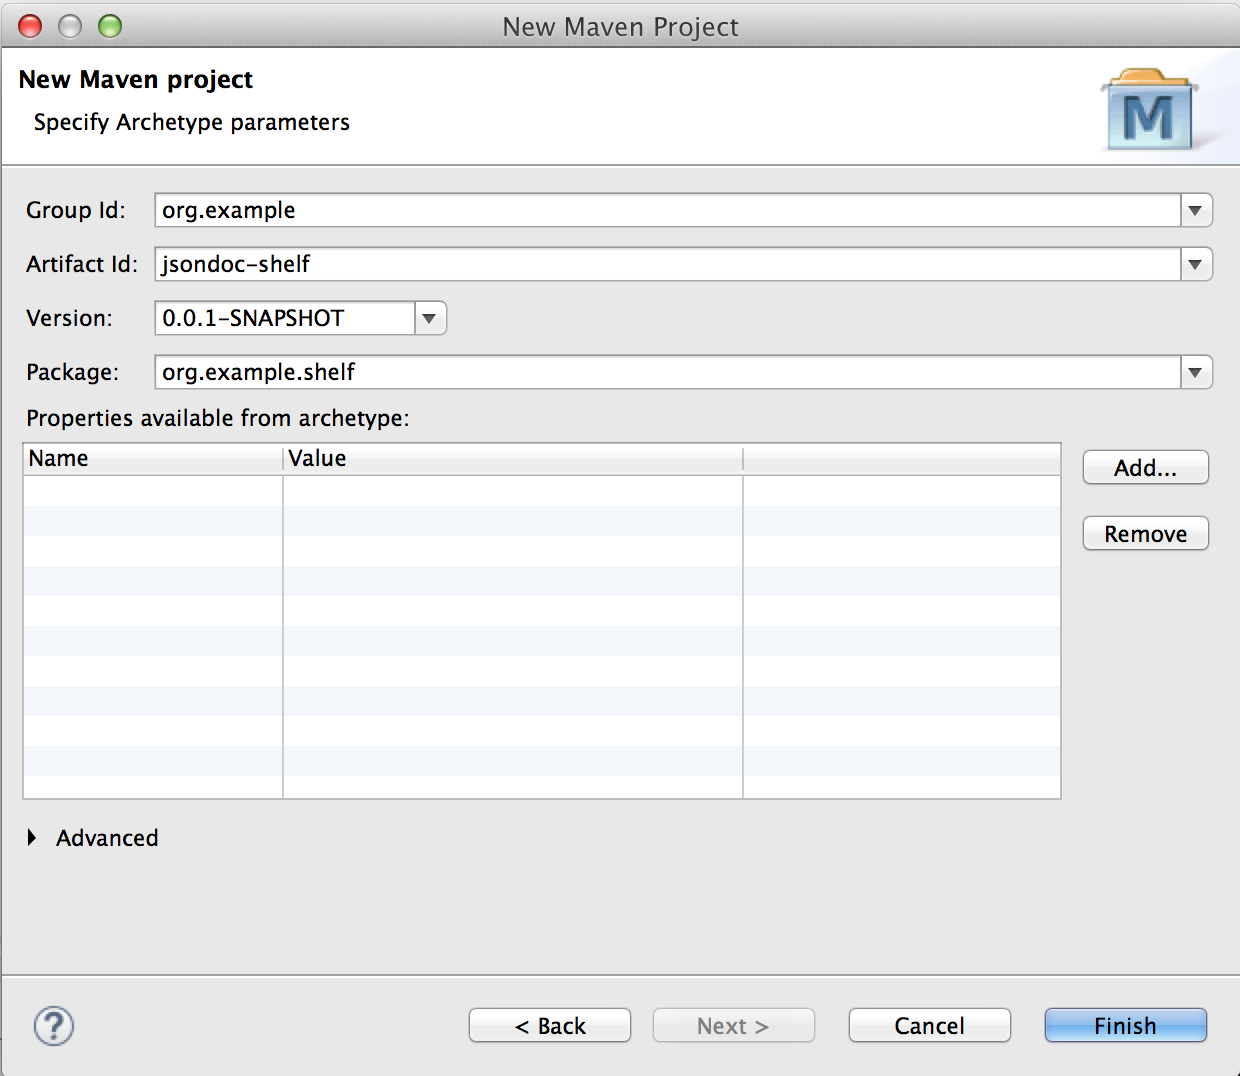 New Maven Project
New Maven project
Specify Archetype parameters
M
Group Id: org.example
Artifact Id: jsondoc-shelf
Version: 0.0.1-SNAPSHOT
Package: org.example.shelf
Properties available from archetype:
Name Value
Add...
Remove
Advanced
? < Back Next > Cancel Finish